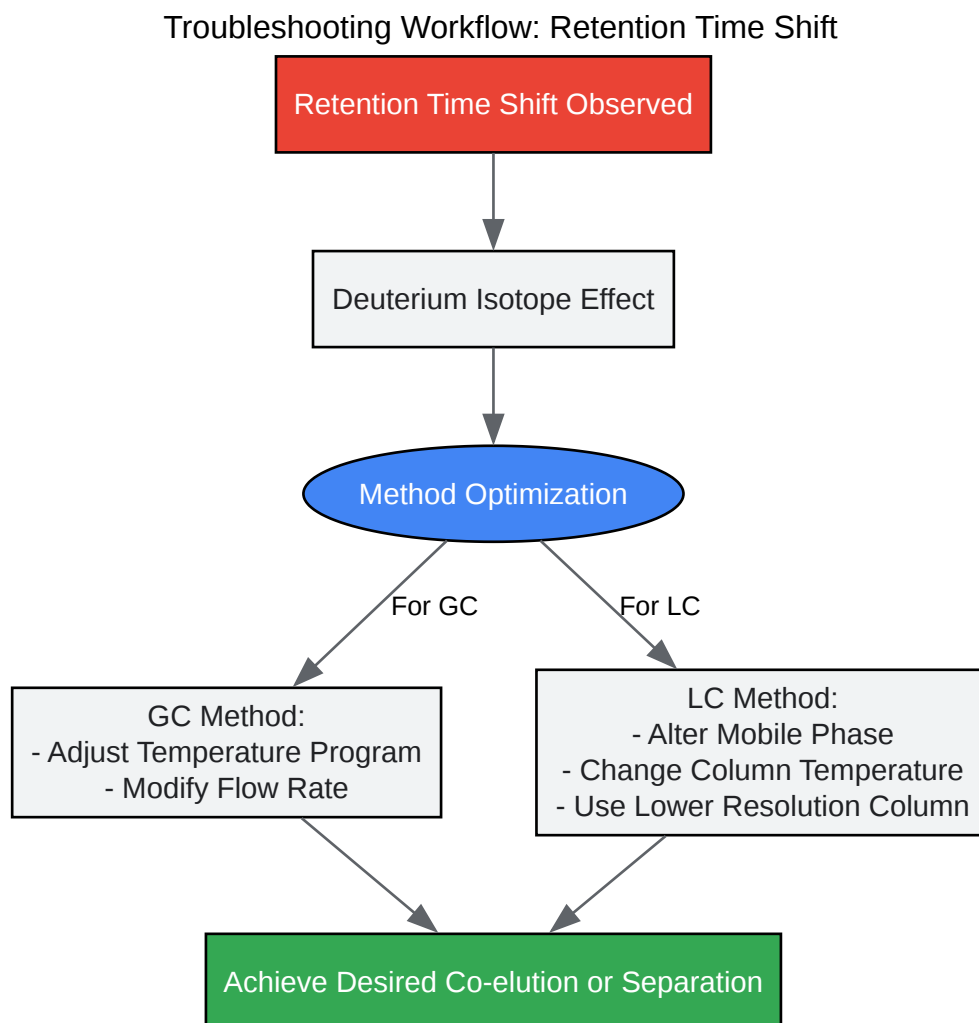 Troubleshooting Workflow: Retention Time Shift
Retention Time Shift Observed
Deuterium Isotope Effect
Method Optimization
For GC
For LC
GC Method:
- Adjust Temperature Program
- Modify Flow Rate
LC Method:
- Alter Mobile Phase
- Change Column Temperature
- Use Lower Resolution Column
Achieve Desired Co-elution or Separation